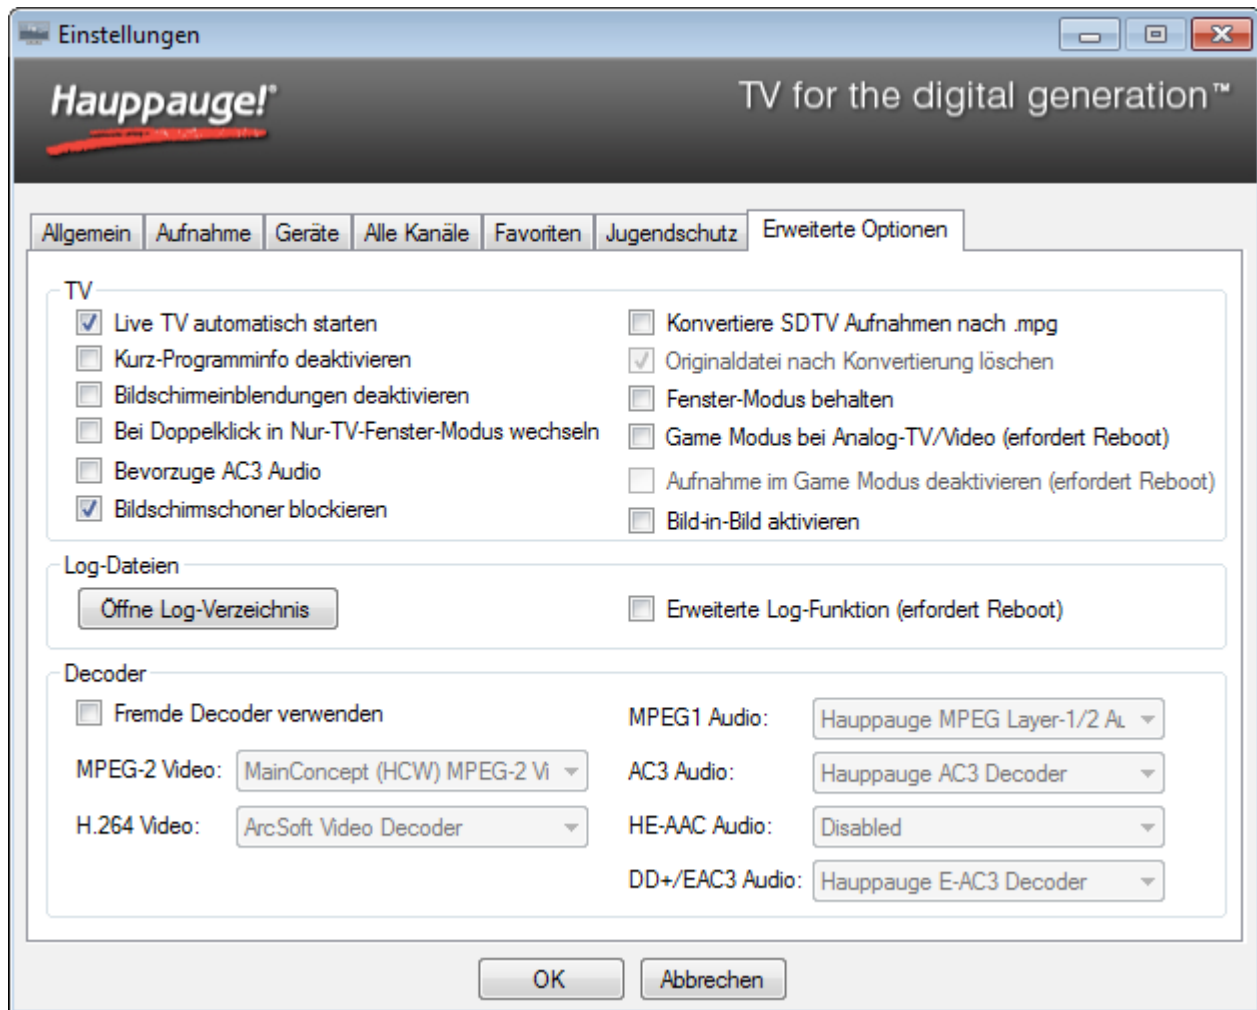 Einstellungen
Hauppauge!®
TV for the digital generation™
Allgemein
Aufnahme
Geräte
Alle Kanäle
Favoriten
Jugendschutz
Erweiterte Optionen
TV
Live TV automatisch starten
Kurz-Programminfo deaktivieren
Bildschirmeinblendungen deaktivieren
Bei Doppelklick in Nur-TV-Fenster-Modus wechseln
Bevorzuge AC3 Audio
Bildschirmschoner blockieren
Konvertiere SDTV Aufnahmen nach .mpg
Originaldatei nach Konvertierung löschen
Fenster-Modus behalten
Game Modus bei Analog-TV/Video (erfordert Reboot)
Aufnahme im Game Modus deaktivieren (erfordert Reboot)
Bild-in-Bild aktivieren
Log-Dateien
Öffne Log-Verzeichnis
Erweiterte Log-Funktion (erfordert Reboot)
Decoder
Fremde Decoder verwenden
MPEG-2 Video: MainConcept (HCW) MPEG-2 Vi
H.264 Video: ArcSoft Video Decoder
MPEG1 Audio: Hauppauge MPEG Layer-1/2 Au
AC3 Audio: Hauppauge AC3 Decoder
HE-AAC Audio: Disabled
DD+/EAC3 Audio: Hauppauge E-AC3 Decoder
OK
Abbrechen